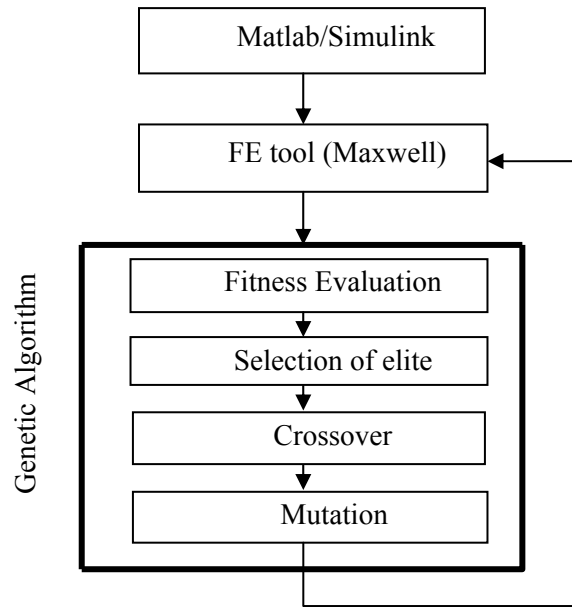 Matlab/Simulink
FE tool (Maxwell)
Genetic Algorithm
Fitness Evaluation
Selection of elite
Crossover
Mutation